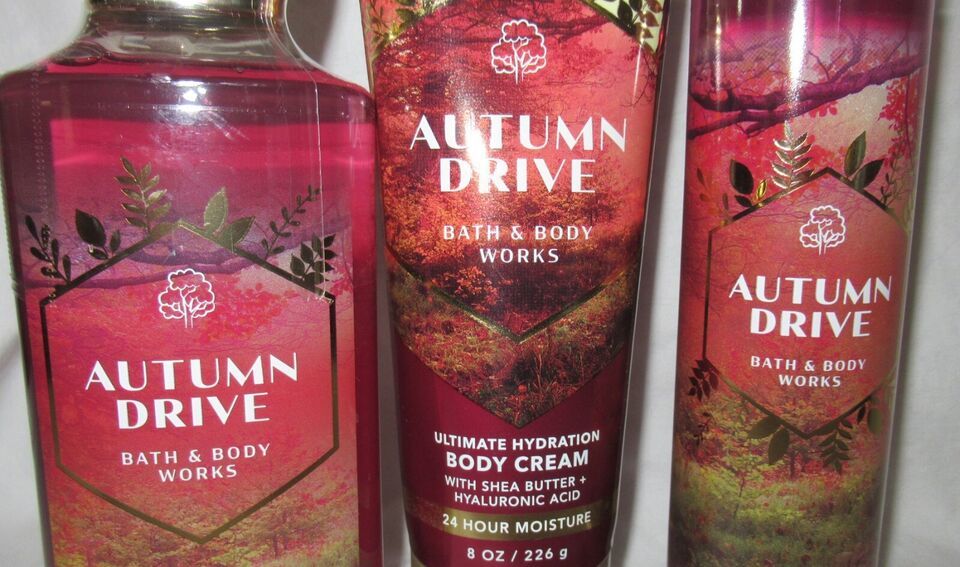 AUTUMN
DRIVE
BATH & BODY
WORKS
AUTUMN
DRIVE
BATH & BODY
WORKS
ULTIMATE HYDRATION
BODY CREAM
WITH SHEA BUTTER +
HYALURONIC ACID
24 HOUR MOISTURE
8 OZ / 226 g
AUTUMN
DRIVE
BATH & BODY
WORKS